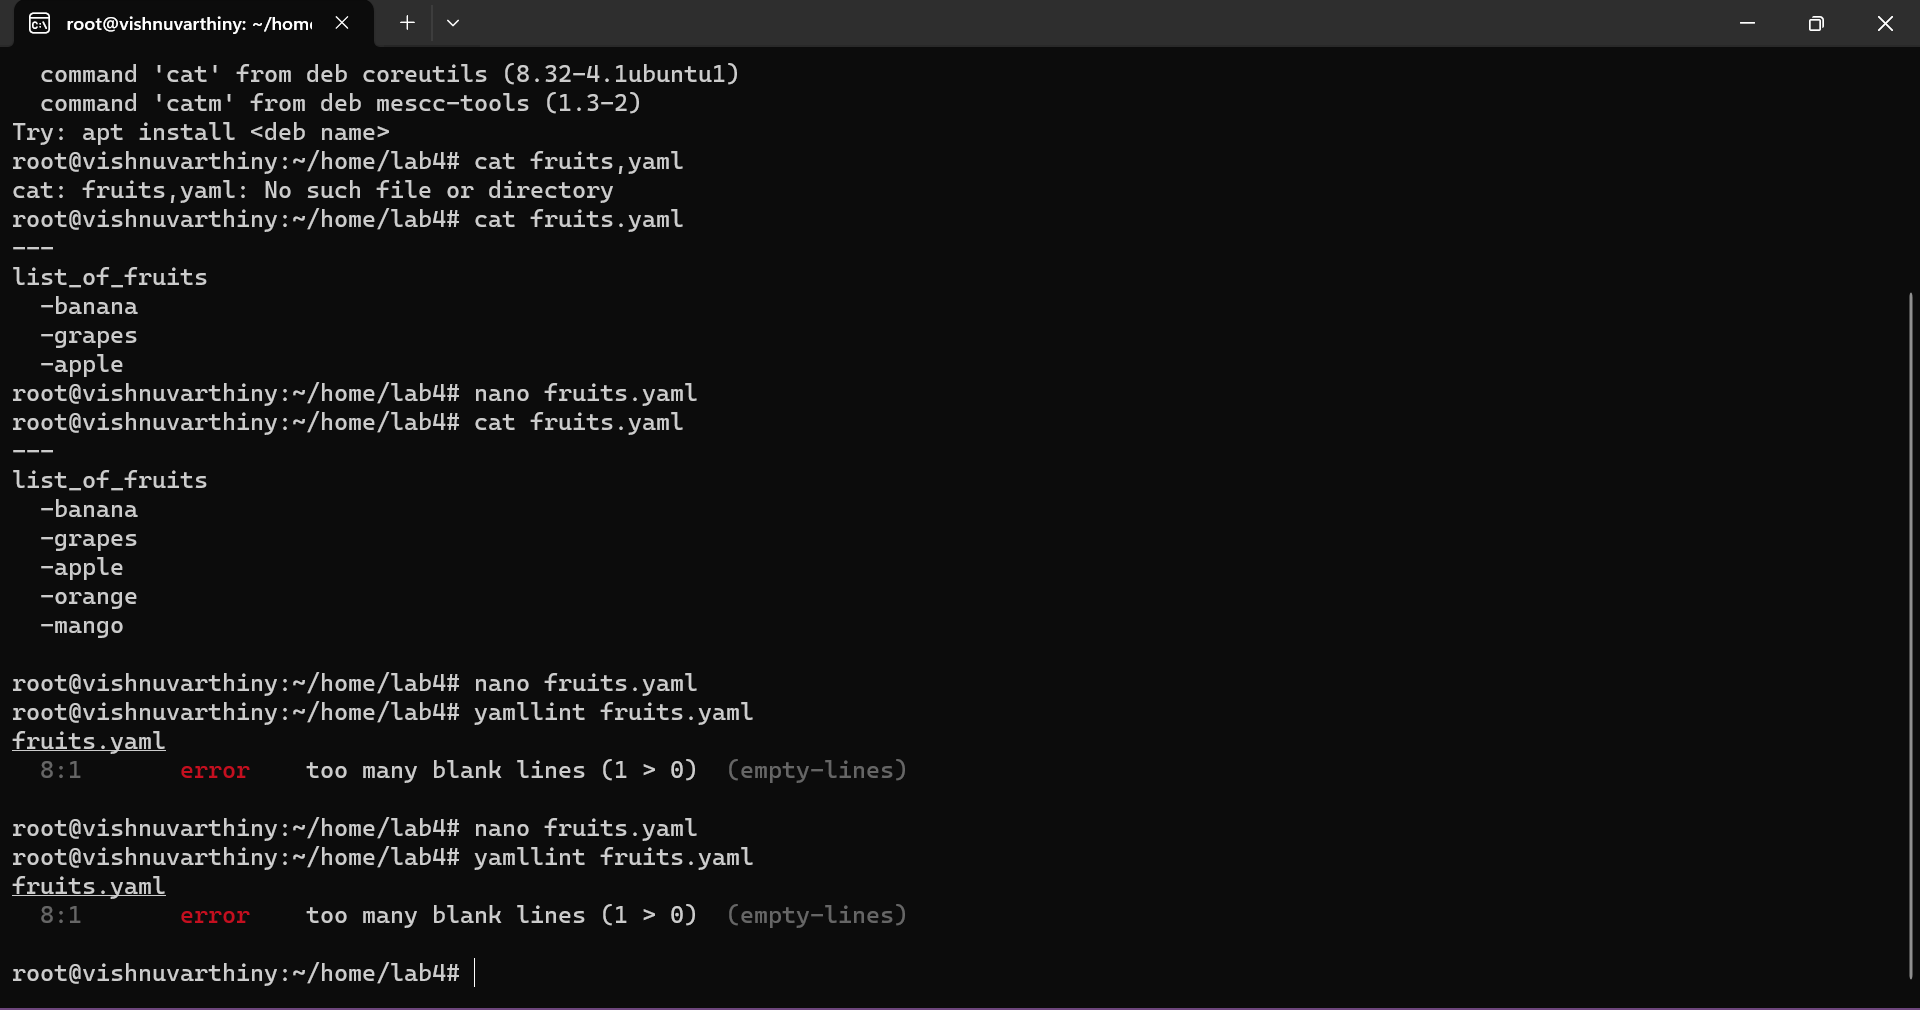 root@vishnuvarthiny: ~/hom
  command 'cat' from deb coreutils (8.32-4.1ubuntu1)
  command 'catm' from deb mescc-tools (1.3-2)
Try: apt install <deb name>
root@vishnuvarthiny:~/home/lab4# cat fruits,yaml
cat: fruits,yaml: No such file or directory
root@vishnuvarthiny:~/home/lab4# cat fruits.yaml
---
list_of_fruits
  -banana
  -grapes
  -apple
root@vishnuvarthiny:~/home/lab4# nano fruits.yaml
root@vishnuvarthiny:~/home/lab4# cat fruits.yaml
---
list_of_fruits
  -banana
  -grapes
  -apple
  -orange
  -mango

root@vishnuvarthiny:~/home/lab4# nano fruits.yaml
root@vishnuvarthiny:~/home/lab4# yamllint fruits.yaml
fruits.yaml
  8:1       error    too many blank lines (1 > 0)  (empty-lines)

root@vishnuvarthiny:~/home/lab4# nano fruits.yaml
root@vishnuvarthiny:~/home/lab4# yamllint fruits.yaml
fruits.yaml
  8:1       error    too many blank lines (1 > 0)  (empty-lines)

root@vishnuvarthiny:~/home/lab4#